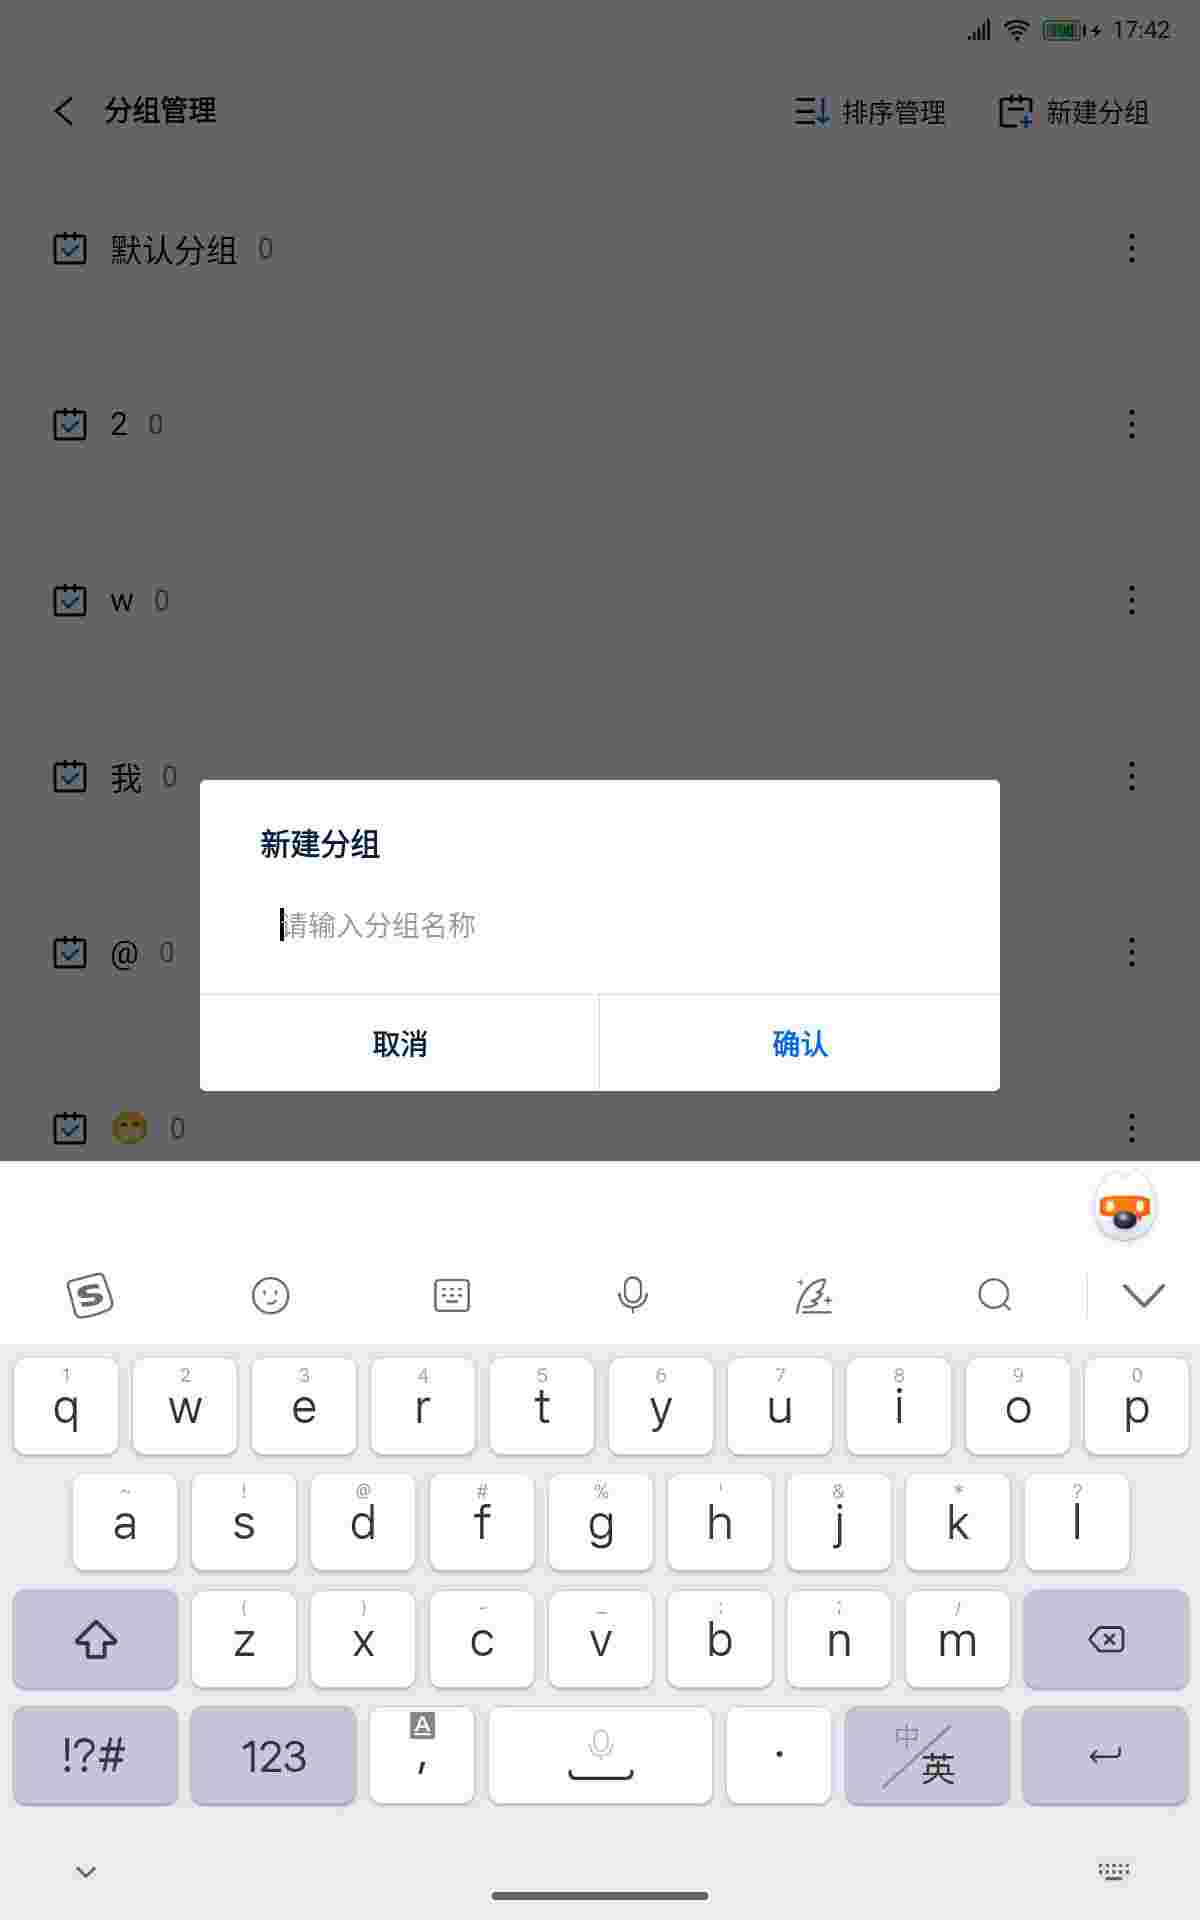 17:42
分组管理 排序管理 新建分组
默认分组 0
2 0
w 0
我 0
新建分组
请输入分组名称
@ 0
取消 确认
😁 0
S
1 2 3 4 5 6 7 8 9 0
q w e r t y u i o p
~ ! @ # % ' & * ?
a s d f g h j k l
( ) - _ : ; /
z x c v b n m
!?# 123 A , . 中/英